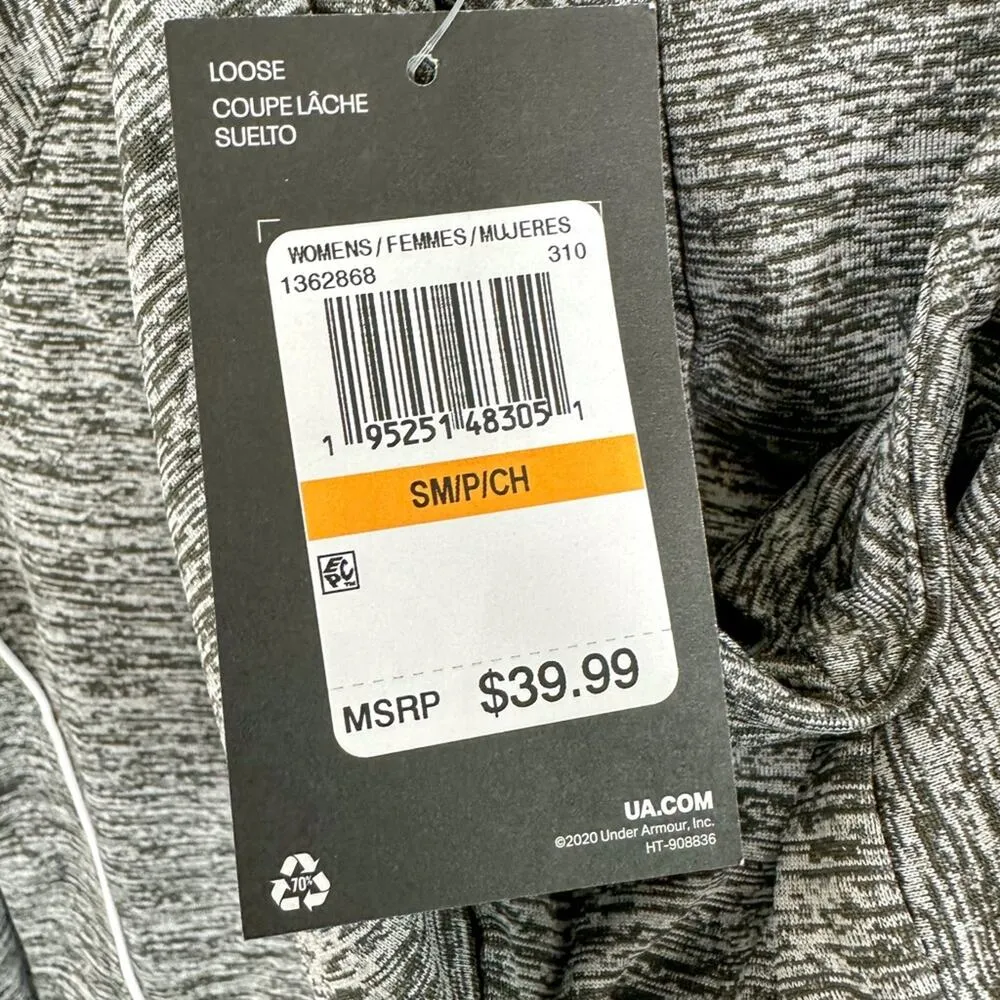 LOOSE
COUPE LÂCHE
SUELTO
WOMENS/FEMMES/MUJERES
1362868 310
1 95251 48305 1
SM/P/CH
EPC™
MSRP $39.99
UA.COM
©2020 Under Armour, Inc.
HT-908836
70%